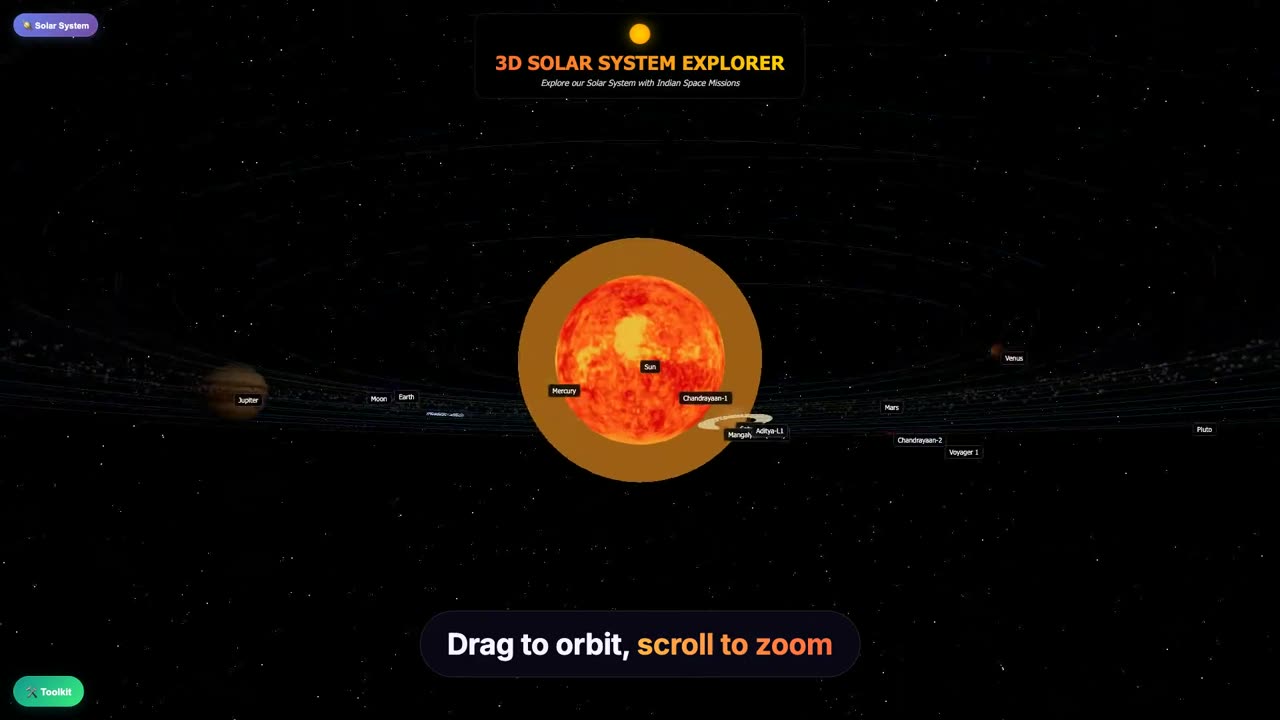 Solar System
3D SOLAR SYSTEM EXPLORER
Explore our Solar System with Indian Space Missions
Venus
Sun
Mercury
Moon
Earth
Jupiter
Chandrayaan-1
Mars
Aditya-L1
Pluto
Chandrayaan-2
Voyager 1
Drag to orbit, scroll to zoom
Toolkit